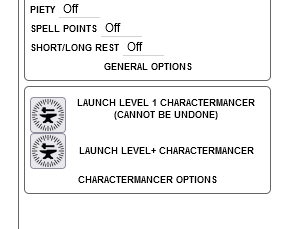 PIETY Off
SPELL POINTS Off
SHORT/LONG REST Off
GENERAL OPTIONS
LAUNCH LEVEL 1 CHARACTERMANCER
(CANNOT BE UNDONE)
LAUNCH LEVEL+ CHARACTERMANCER
CHARACTERMANCER OPTIONS